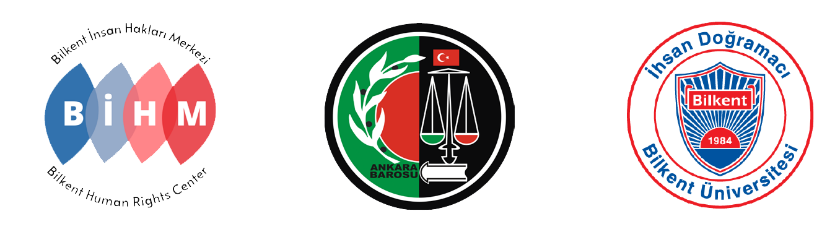 Bilkent İnsan Hakları Merkezi
BİHM
Bilkent Human Rights Center
ANKARA
BAROSU
İhsan Doğramacı
Bilkent
1984
Bilkent Üniversitesi